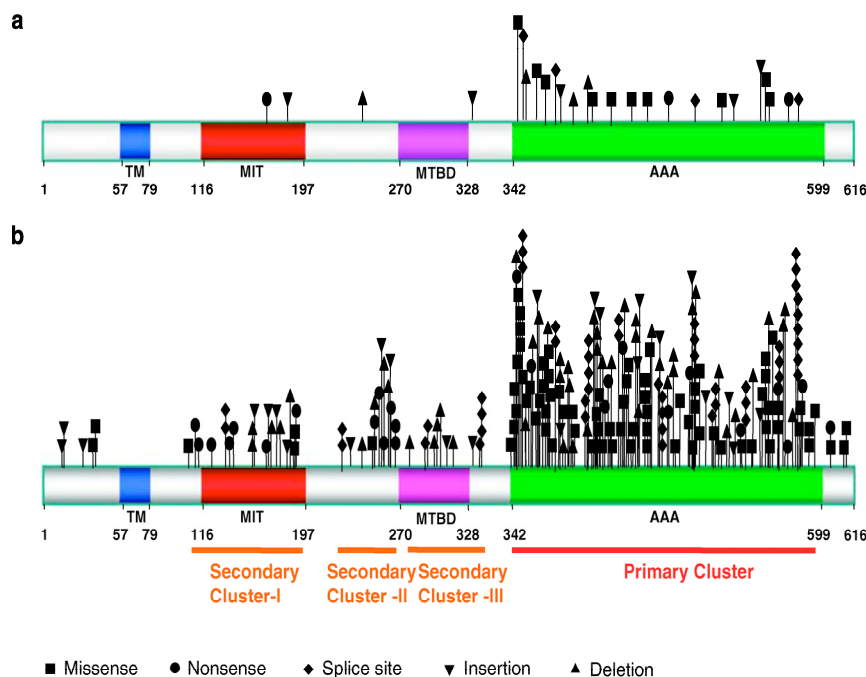 a
TM MIT MTBD AAA
1 57 79 116 197 270 328 342 599 616
b
TM MIT MTBD AAA
1 57 79 116 197 270 328 342 599 616
Secondary Cluster-I
Secondary Cluster -II
Secondary Cluster -III
Primary Cluster
Missense Nonsense Splice site Insertion Deletion